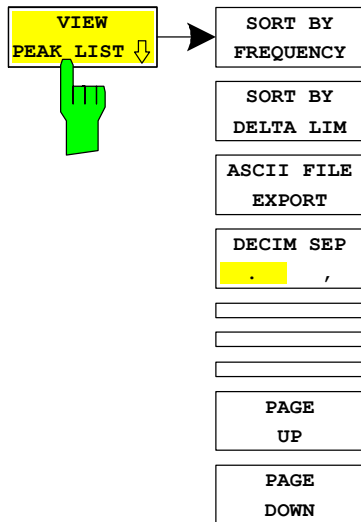 VIEW
PEAK LIST
SORT BY
FREQUENCY
SORT BY
DELTA LIM
ASCII FILE
EXPORT
DECIM SEP
. ,
PAGE
UP
PAGE
DOWN